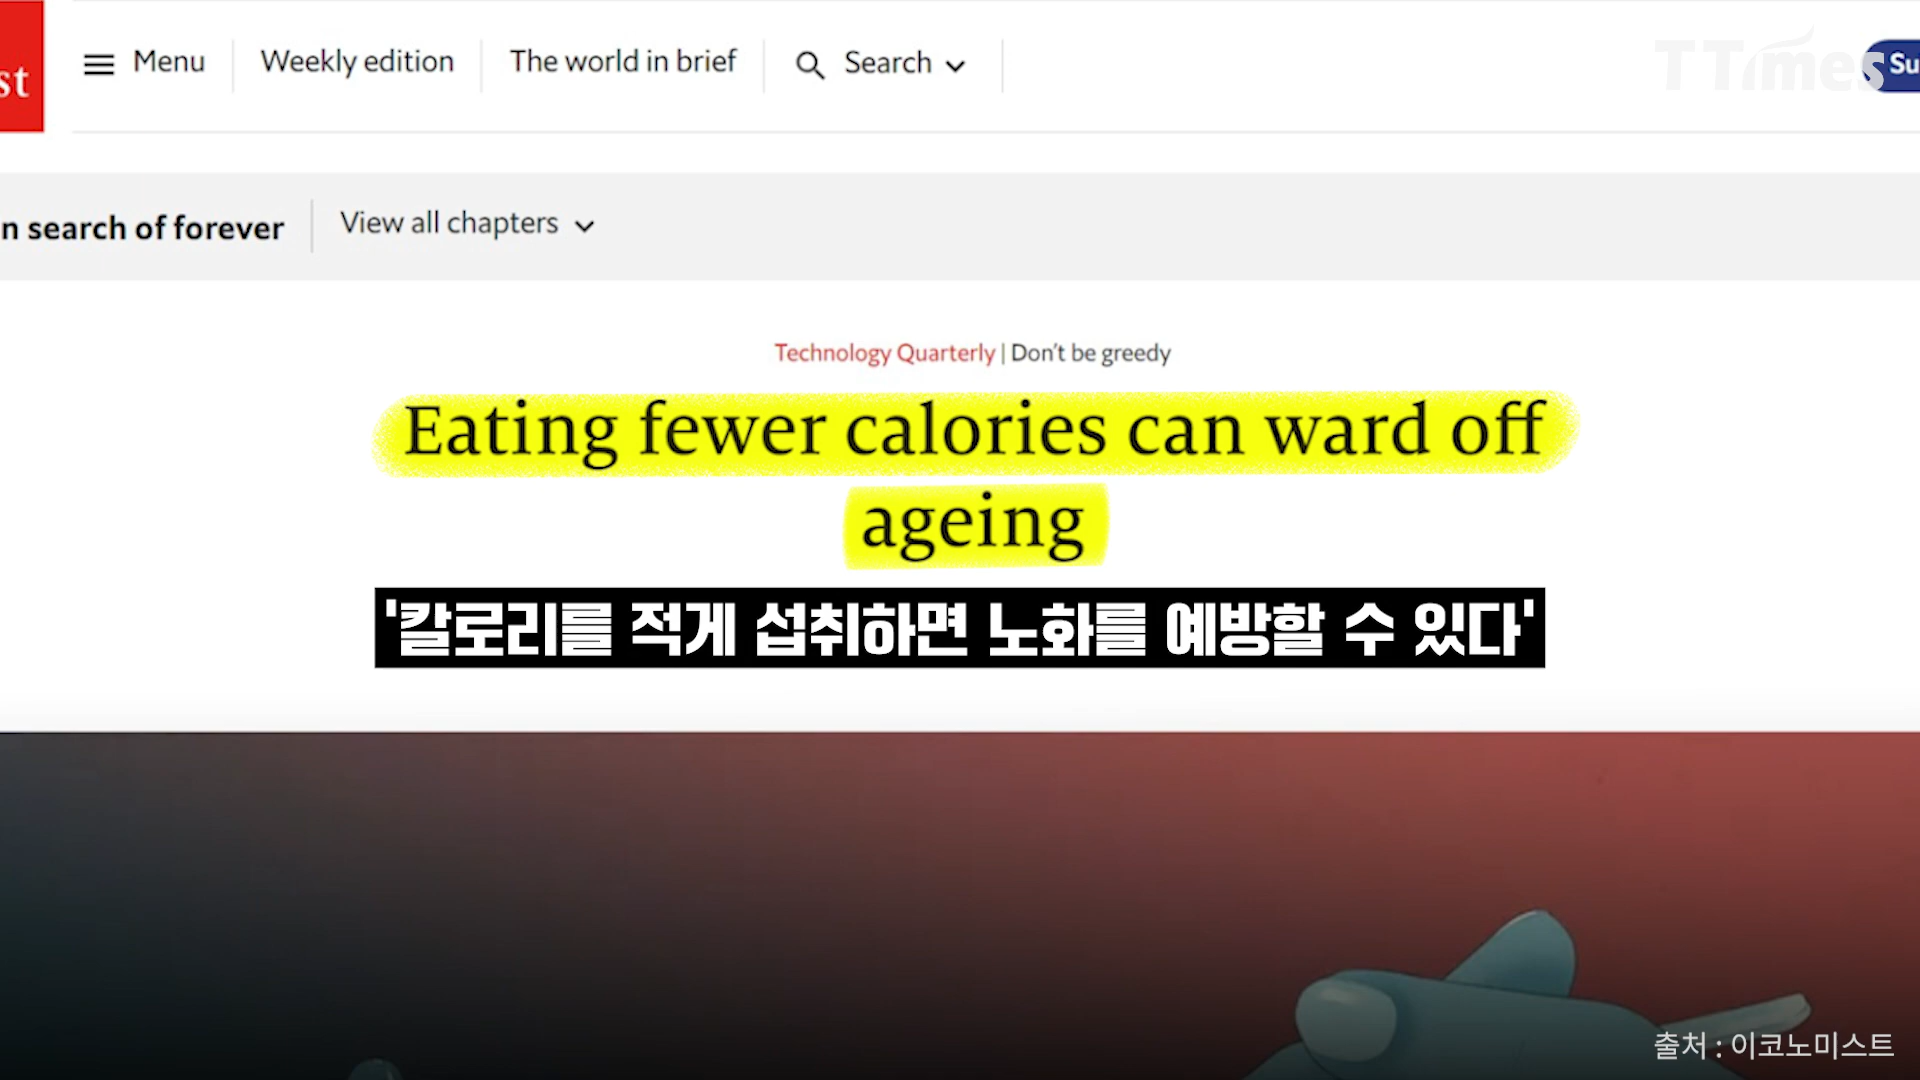 st
Menu
Weekly edition
The world in brief
Search
TTimes
Su
n search of forever
View all chapters
Technology Quarterly | Don't be greedy
Eating fewer calories can ward off
ageing
'칼로리를 적게 섭취하면 노화를 예방할 수 있다'
출처 : 이코노미스트